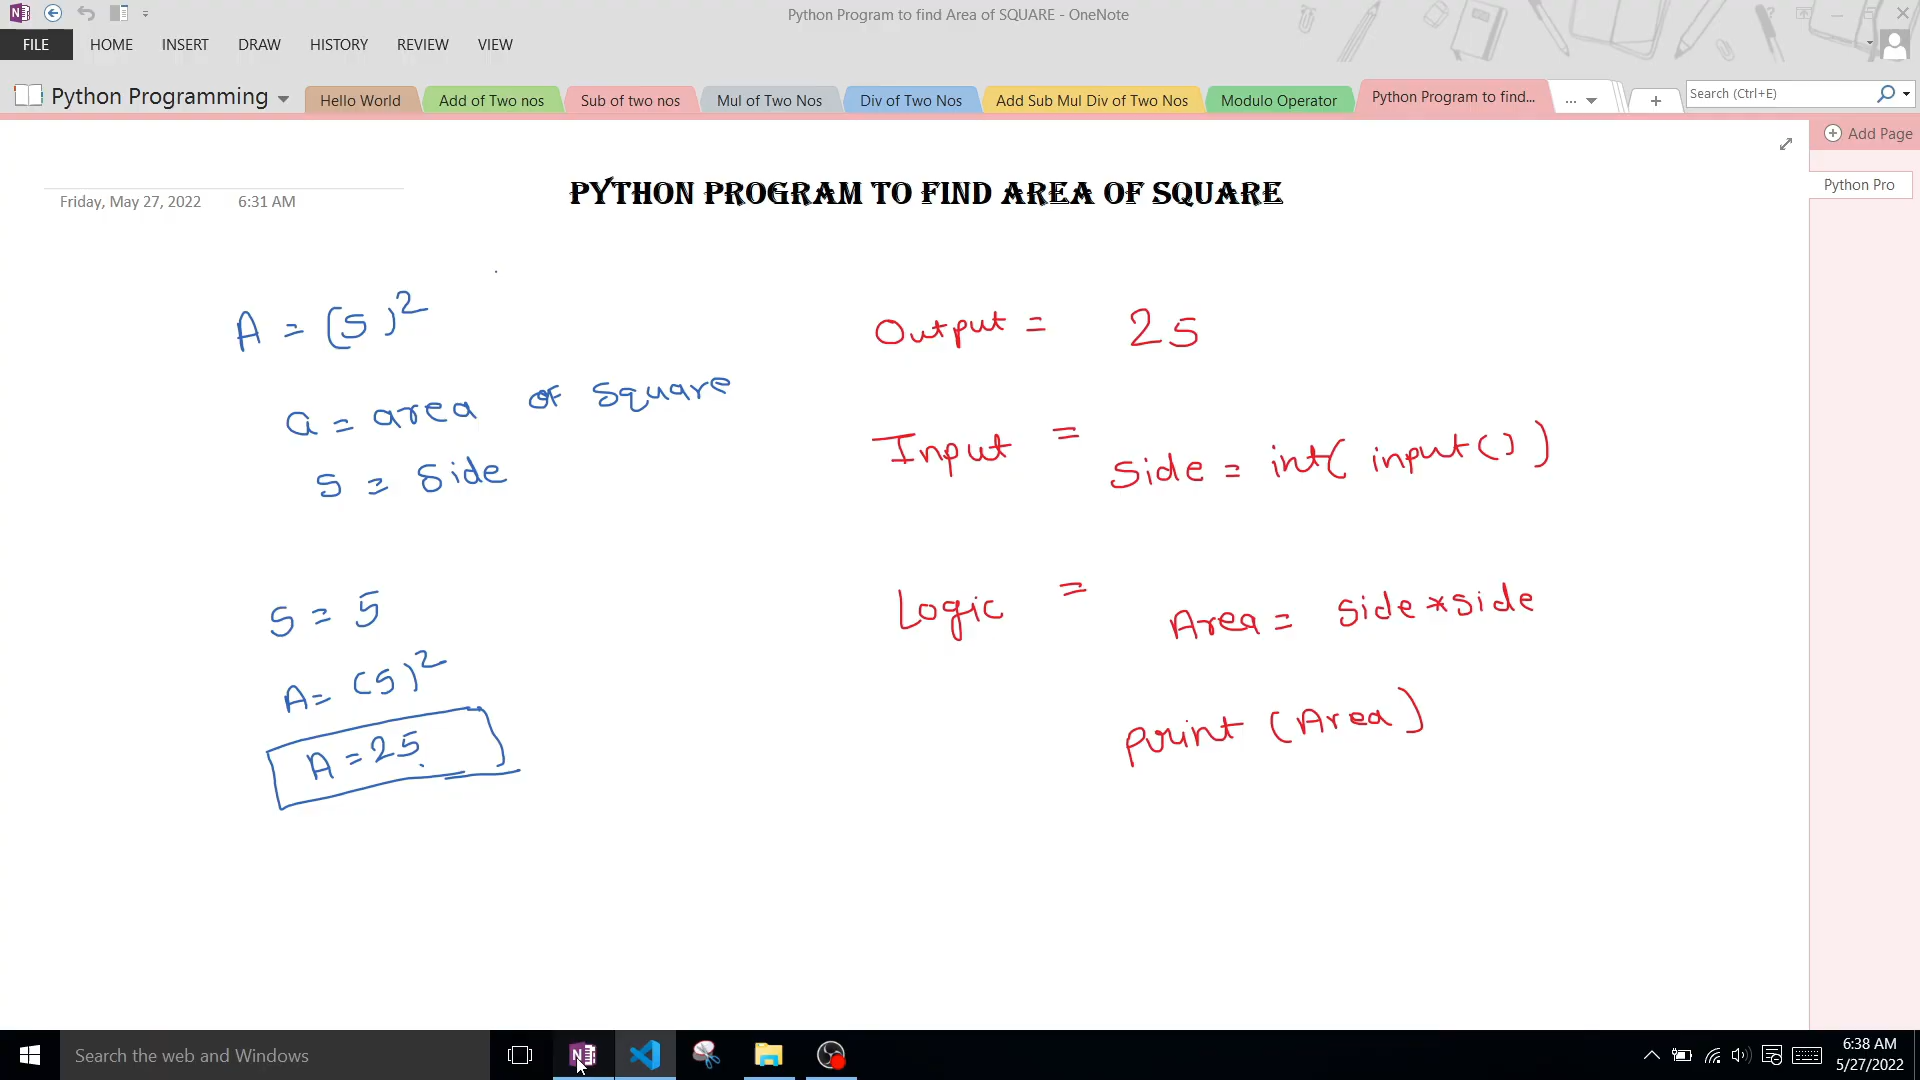 Python Program to find Area of SQUARE - OneNote
FILE HOME INSERT DRAW HISTORY REVIEW VIEW
Python Programming Hello World Add of Two nos Sub of two nos Mul of Two Nos Div of Two Nos Add Sub Mul Div of Two Nos Modulo Operator Python Program to find... ... + Search (Ctrl+E)
Add Page
Python Pro
PYTHON PROGRAM TO FIND AREA OF SQUARE
Friday, May 27, 2022 6:31 AM
A = (s)²
a = area of square
s = side
s = 5
A = (5)²
A = 25
Output = 25
Input = side = int( input() )
Logic = Area = side * side
print (Area)
Search the web and Windows
6:38 AM
5/27/2022